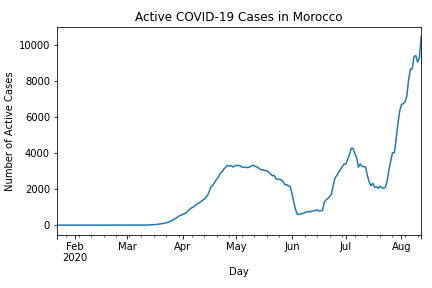 Active COVID-19 Cases in Morocco
Number of Active Cases
10000
8000
6000
4000
2000
0
Feb Mar Apr May Jun Jul Aug
2020
Day